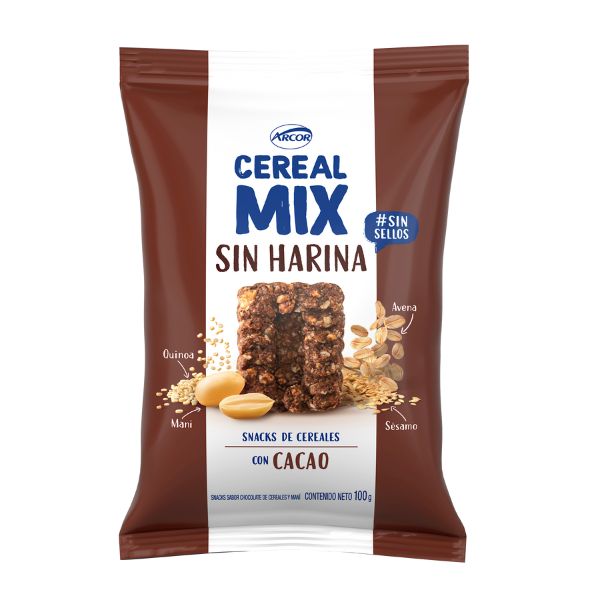 ARCOR
CEREAL
MIX
#SIN
SELLOS
SIN HARINA
Avena
Quinoa
Maní
Sésamo
SNACKS DE CEREALES
CON CACAO
SNACKS SABOR CHOCOLATE DE CEREALES Y MANÍ CONTENIDO NETO 100g